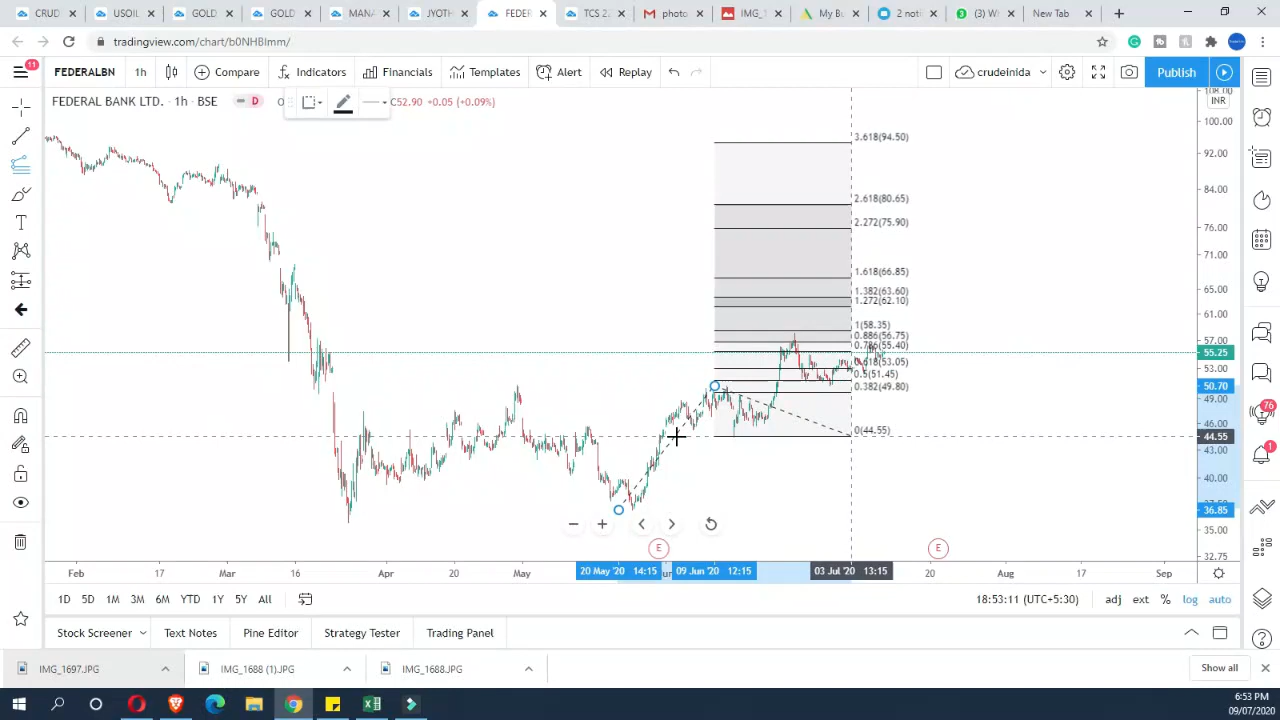 CRUD
USOIL
GOLD
GOLD
MANA
JYOTH
FEDER
TCS 2
photo
IMG_1
My Bu
2 notif
(3) W
New Tab
tradingview.com/chart/b0NHBImm/
11
FEDERALBN
1h
Compare
Indicators
Financials
Templates
Alert
Replay
crudeinida
Publish
FEDERAL BANK LTD. · 1h · BSE
D
C52.90 +0.05 (+0.09%)
INR
108.00
100.00
92.00
84.00
76.00
71.00
65.00
61.00
57.00
55.25
53.00
50.70
49.00
46.00
44.55
43.00
40.00
36.85
35.00
32.75
3.618(94.50)
2.618(80.65)
2.272(75.90)
1.618(66.85)
1.382(63.60)
1.272(62.10)
1(58.35)
0.886(56.75)
0.786(55.40)
0.618(53.05)
0.5(51.45)
0.382(49.80)
0(44.55)
76
1
E
E
Feb
17
Mar
16
Apr
20
May
20 May '20 14:15
09 Jun '20 12:15
03 Jul '20 13:15
20
Aug
17
Sep
1D 5D 1M 3M 6M YTD 1Y 5Y All
18:53:11 (UTC+5:30)
adj ext % log auto
Stock Screener
Text Notes
Pine Editor
Strategy Tester
Trading Panel
IMG_1697.JPG
IMG_1688 (1).JPG
IMG_1688.JPG
Show all
6:53 PM
09/07/2020